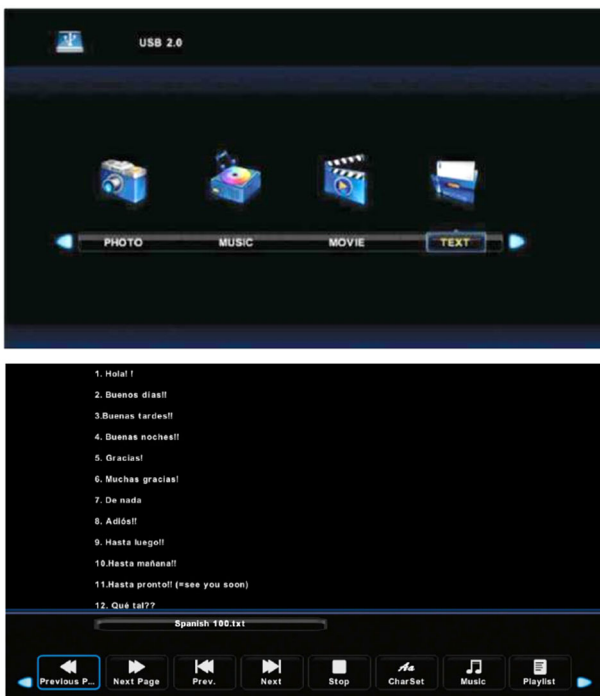 USB 2.0
PHOTO MUSIC MOVIE TEXT
1. Hola! !
2. Buenos días!!
3.Buenas tardes!!
4. Buenas noches!!
5. Gracias!
6. Muchas gracias!
7. De nada
8. Adiós!!
9. Hasta luego!!
10.Hasta mañana!!
11.Hasta pronto!! (=see you soon)
12. Qué tal??
Spanish 100.txt
Previous P... Next Page Prev. Next Stop Aa CharSet Music Playlist